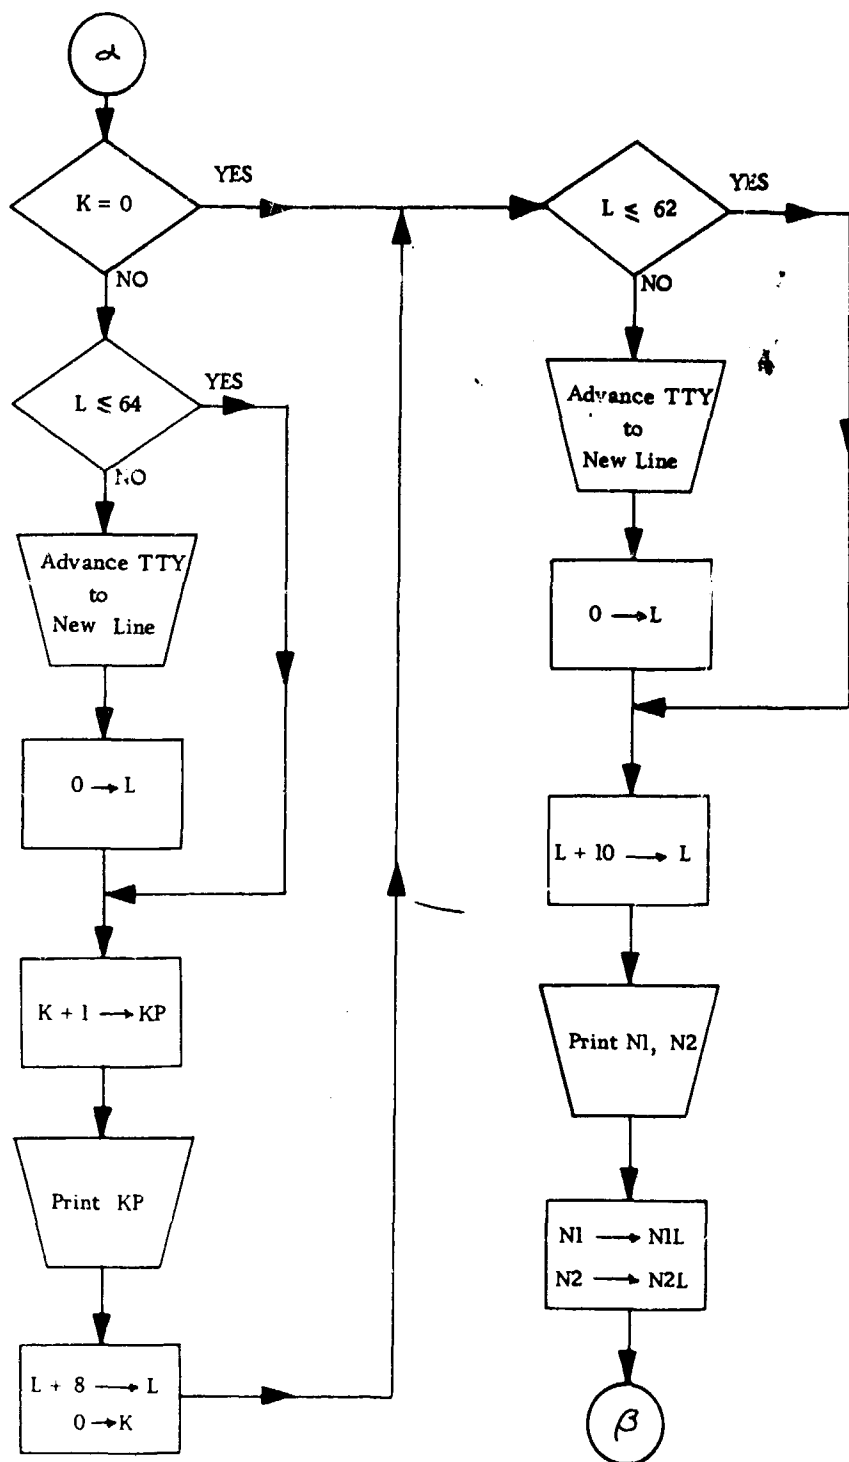 α
K = 0
YES
NO
L ≤ 64
YES
NO
Advance TTY
to
New Line
0 → L
K + 1 → KP
Print KP
L + 8 → L
0 → K
L ≤ 62
YES
NO
Advance TTY
to
New Line
0 → L
L + 10 → L
Print N1, N2
N1 → N1L
N2 → N2L
β